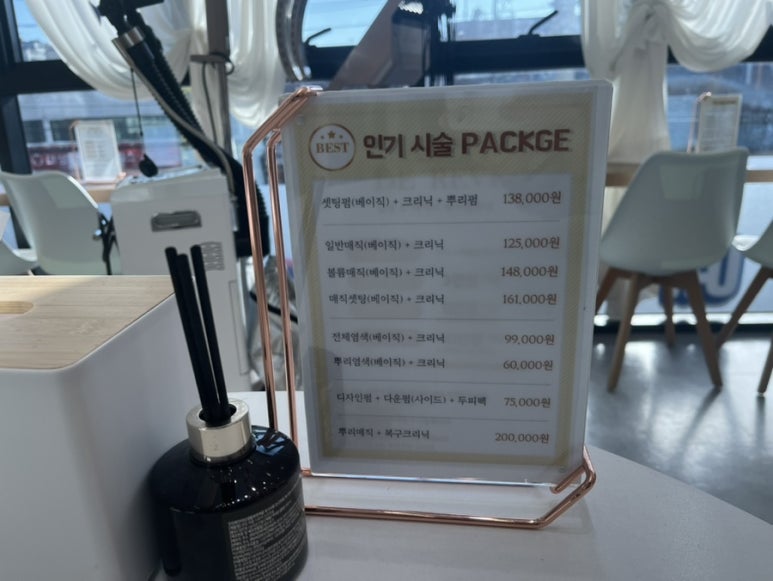 BEST 인기 시술 PACKGE
셋팅펌(베이직) + 크리닉 + 뿌리펌 138,000원
일반매직(베이직) + 크리닉 125,000원
볼륨매직(베이직) + 크리닉 148,000원
매직셋팅(베이직) + 크리닉 161,000원
전체염색(베이직) + 크리닉 99,000원
뿌리염색(베이직) + 크리닉 60,000원
디자인펌 + 다운펌(사이드) + 두피팩 75,000원
뿌리매직 + 복구크리닉 200,000원